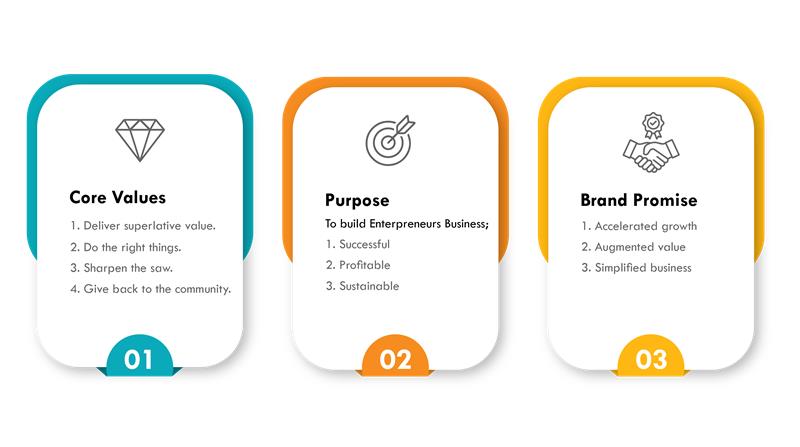 Core Values
1. Deliver superlative value.
2. Do the right things.
3. Sharpen the saw.
4. Give back to the community.
01
Purpose
To build Enterpreneurs Business;
1. Successful
2. Profitable
3. Sustainable
02
Brand Promise
1. Accelerated growth
2. Augmented value
3. Simplified business
03